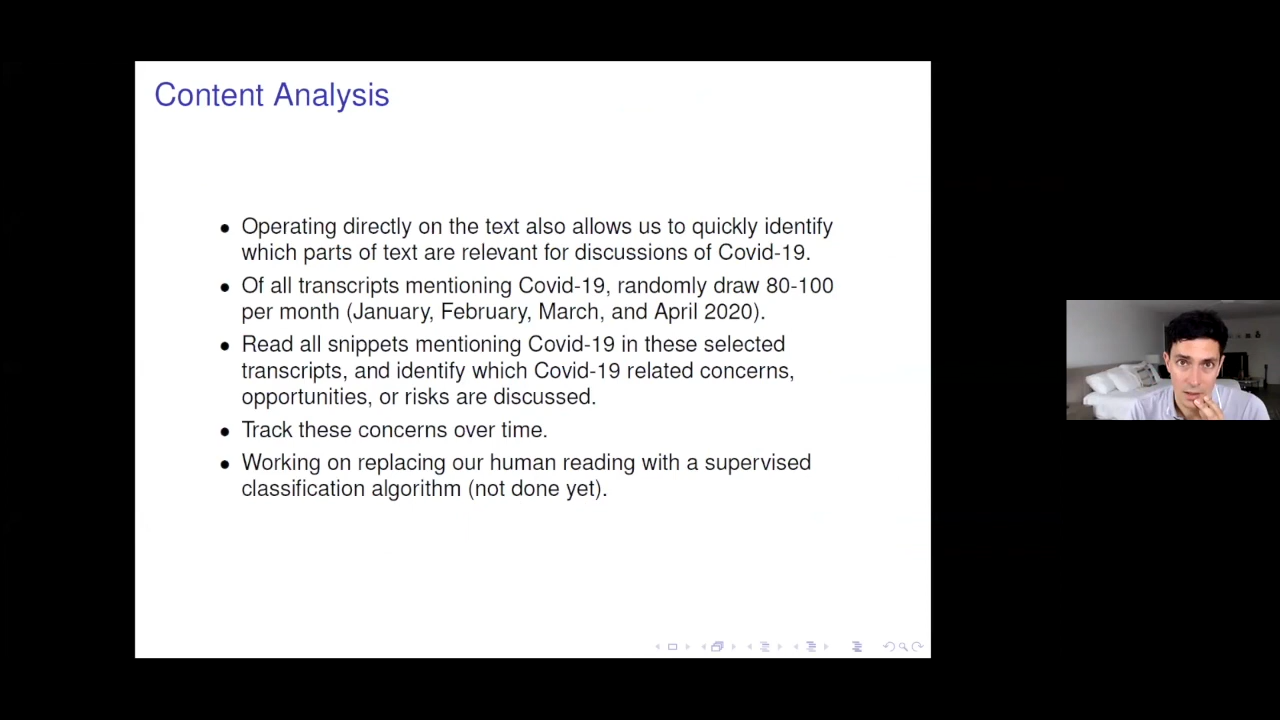 Content Analysis
• Operating directly on the text also allows us to quickly identify
which parts of text are relevant for discussions of Covid-19.
• Of all transcripts mentioning Covid-19, randomly draw 80-100
per month (January, February, March, and April 2020).
• Read all snippets mentioning Covid-19 in these selected
transcripts, and identify which Covid-19 related concerns,
opportunities, or risks are discussed.
• Track these concerns over time.
• Working on replacing our human reading with a supervised
classification algorithm (not done yet).